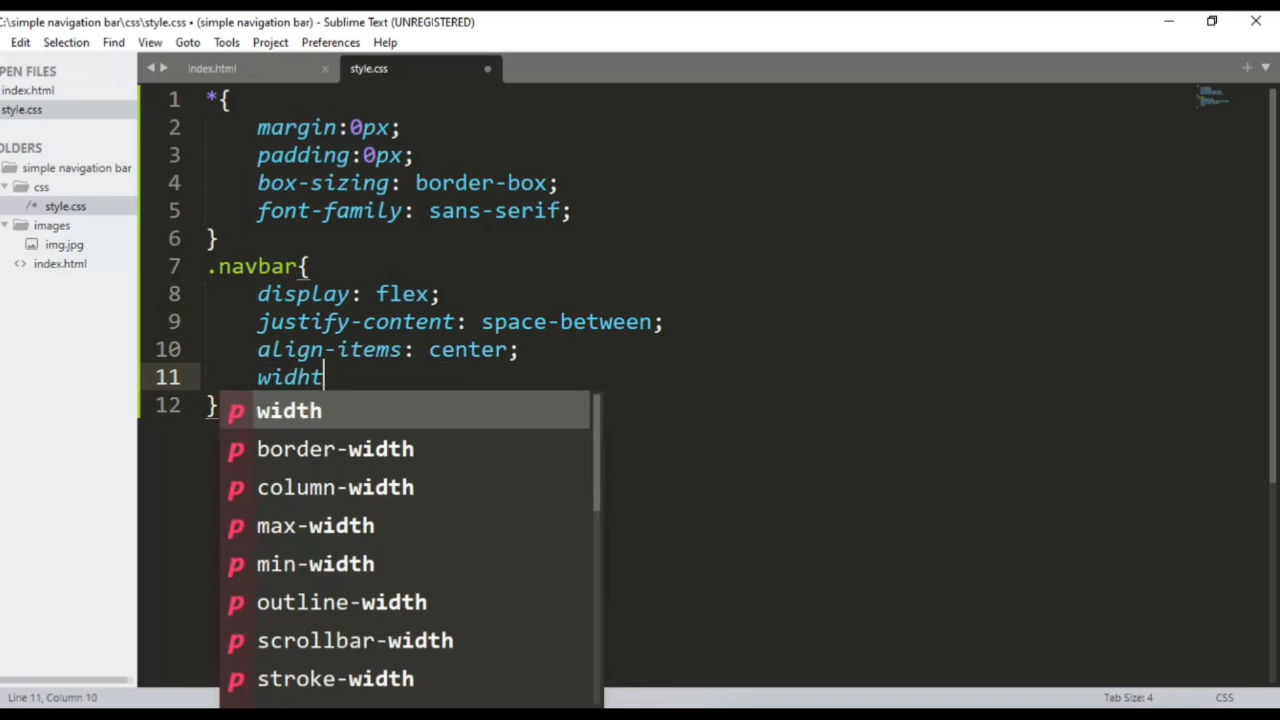 C:\simple navigation bar\css\style.css • (simple navigation bar) - Sublime Text (UNREGISTERED)
Edit Selection Find View Goto Tools Project Preferences Help
PEN FILES
index.html
style.css
OLDERS
simple navigation bar
css
/* style.css
images
img.jpg
<> index.html
index.html
style.css
1 *{
2 margin:0px;
3 padding:0px;
4 box-sizing: border-box;
5 font-family: sans-serif;
6 }
7 .navbar{
8 display: flex;
9 justify-content: space-between;
10 align-items: center;
11 widht
12 }
p width
p border-width
p column-width
p max-width
p min-width
p outline-width
p scrollbar-width
p stroke-width
Line 11, Column 10
Tab Size: 4
CSS